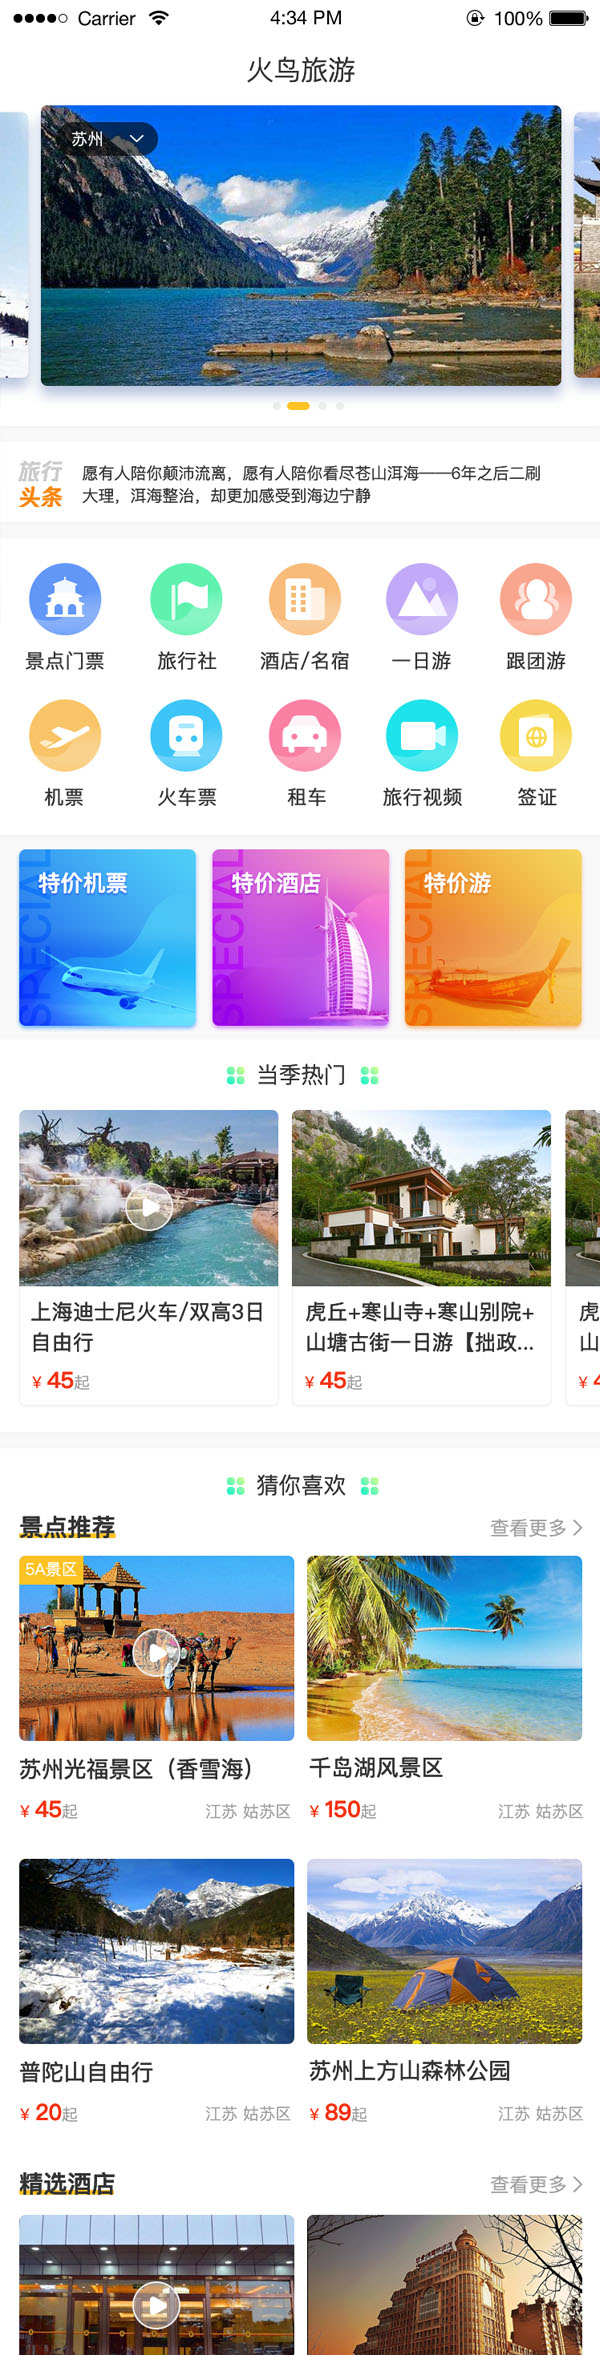 Carrier 4:34 PM 100%
火鸟旅游
苏州
旅行
头条
愿有人陪你颠沛流离，愿有人陪你看尽苍山洱海——6年之后二刷
大理，洱海整治，却更加感受到海边宁静
景点门票 旅行社 酒店/名宿 一日游 跟团游
机票 火车票 租车 旅行视频 签证
特价机票 特价酒店 特价游
SPECIAL SPECIAL SPECIAL
当季热门
上海迪士尼火车/双高3日 虎丘+寒山寺+寒山别院+ 虎
自由行 山塘古街一日游【拙政... 山
¥ 45起 ¥ 45起 ¥ 4
猜你喜欢
景点推荐 查看更多
5A景区
苏州光福景区（香雪海） 千岛湖风景区
¥ 45起 江苏 姑苏区 ¥ 150起 江苏 姑苏区
普陀山自由行 苏州上方山森林公园
¥ 20起 江苏 姑苏区 ¥ 89起 江苏 姑苏区
精选酒店 查看更多